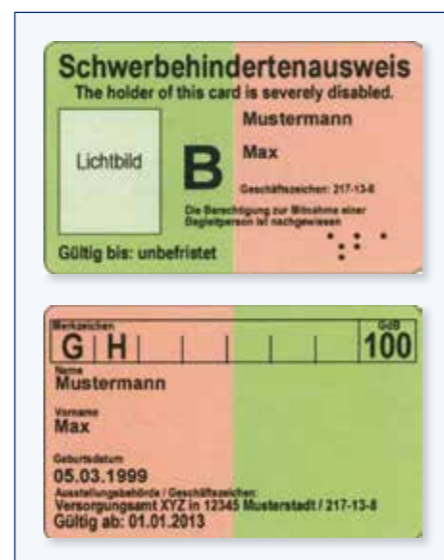 Schwerbehindertenausweis
The holder of this card is severely disabled.
Mustermann
Lichtbild
B
Max
Geschäftszeichen: 217-13-8
Die Berechtigung zur Mitnahme einer
Begleitperson ist nachgewiesen
Gültig bis: unbefristet
Merkzeichen
GdB
G H
100
Name
Mustermann
Vorname
Max
Geburtsdatum
05.03.1999
Ausstellungsbehörde / Geschäftszeichen:
Versorgungsamt XYZ in 12345 Musterstadt / 217-13-8
Gültig ab: 01.01.2013